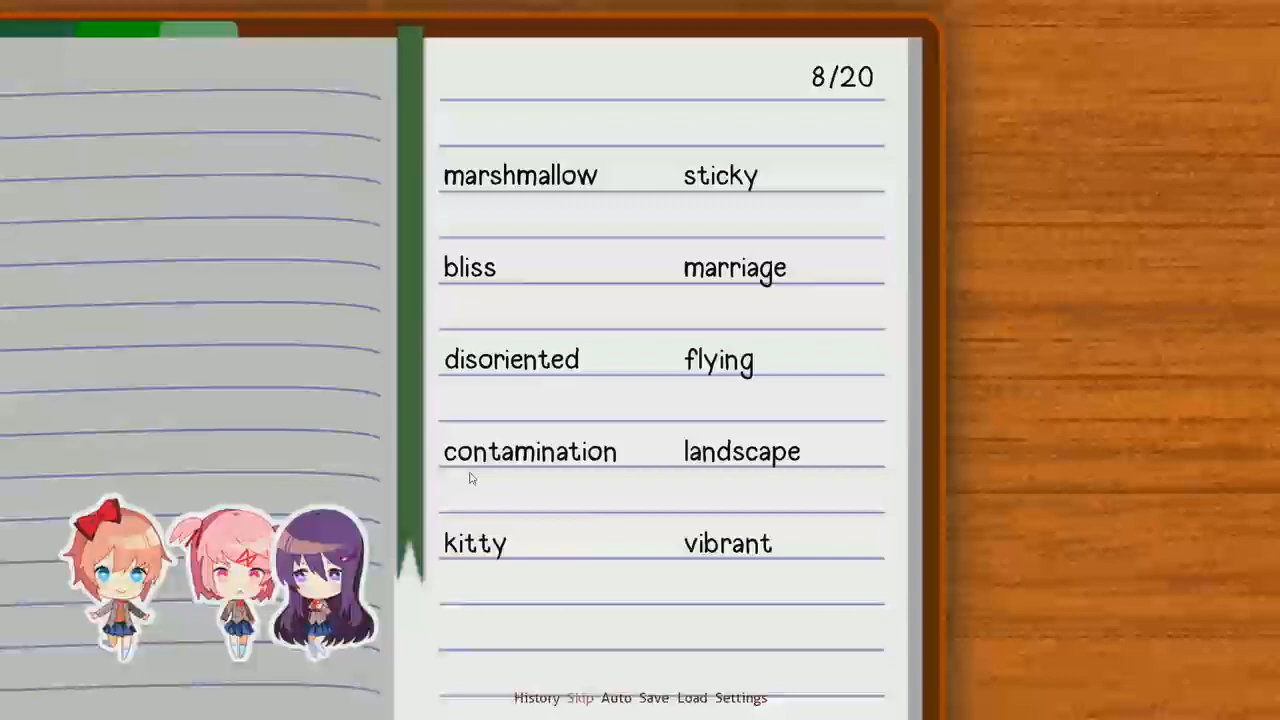 8/20
marshmallow sticky
bliss marriage
disoriented flying
contamination landscape
kitty vibrant
History Skip Auto Save Load Settings